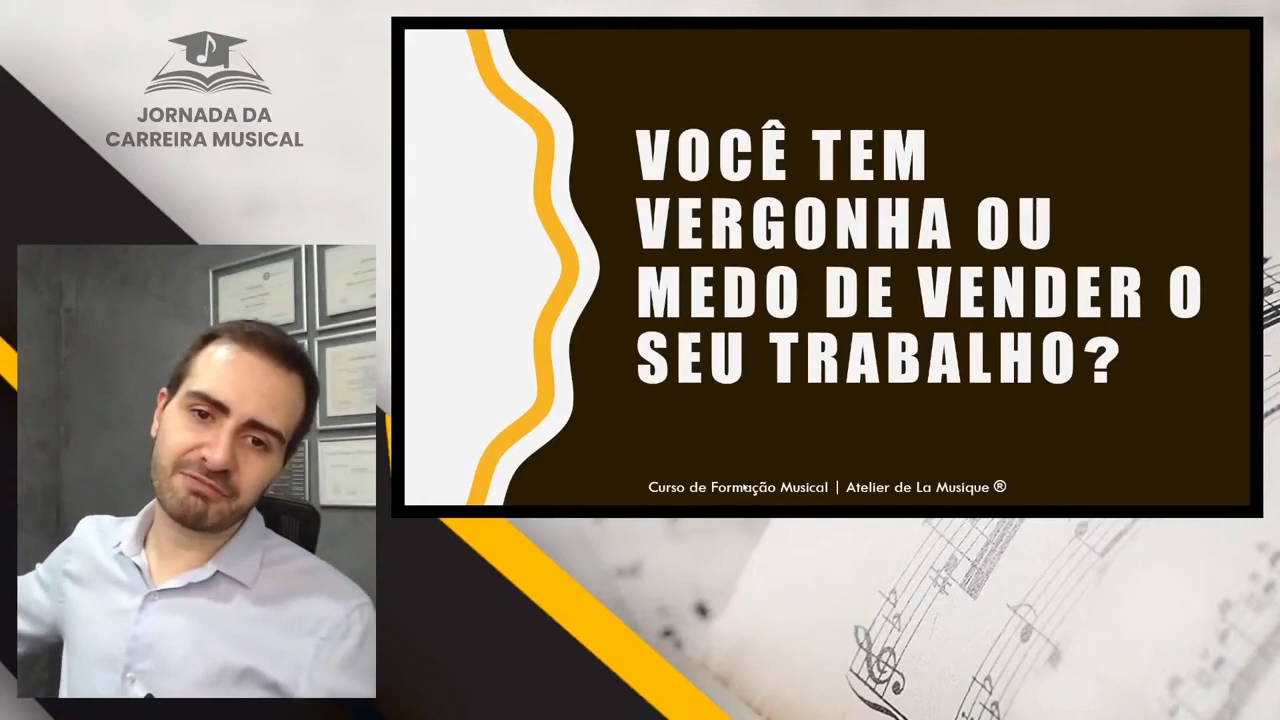 JORNADA DA
CARREIRA MUSICAL
VOCÊ TEM
VERGONHA OU
MEDO DE VENDER O
SEU TRABALHO?
Curso de Formação Musical | Atelier de La Musique ®